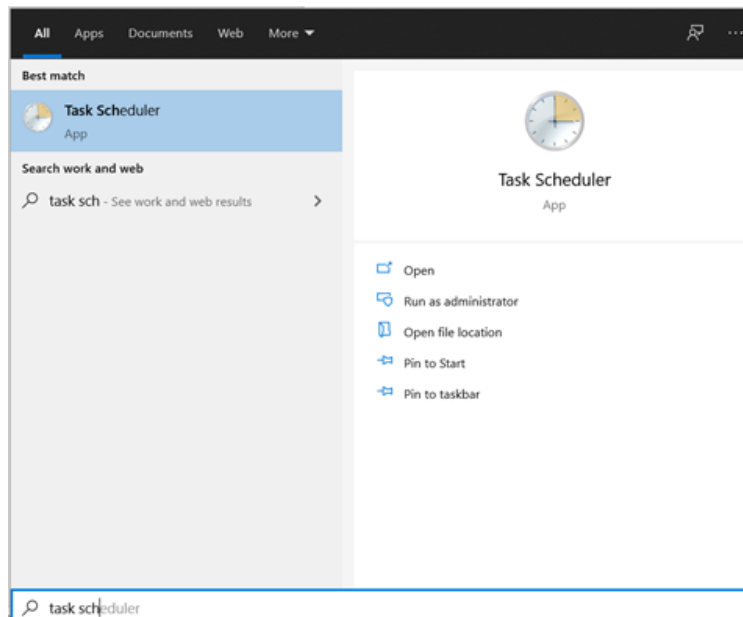 All Apps Documents Web More
Best match
Task Scheduler
App
Search work and web
task sch - See work and web results
Task Scheduler
App
Open
Run as administrator
Open file location
Pin to Start
Pin to taskbar
task scheduler